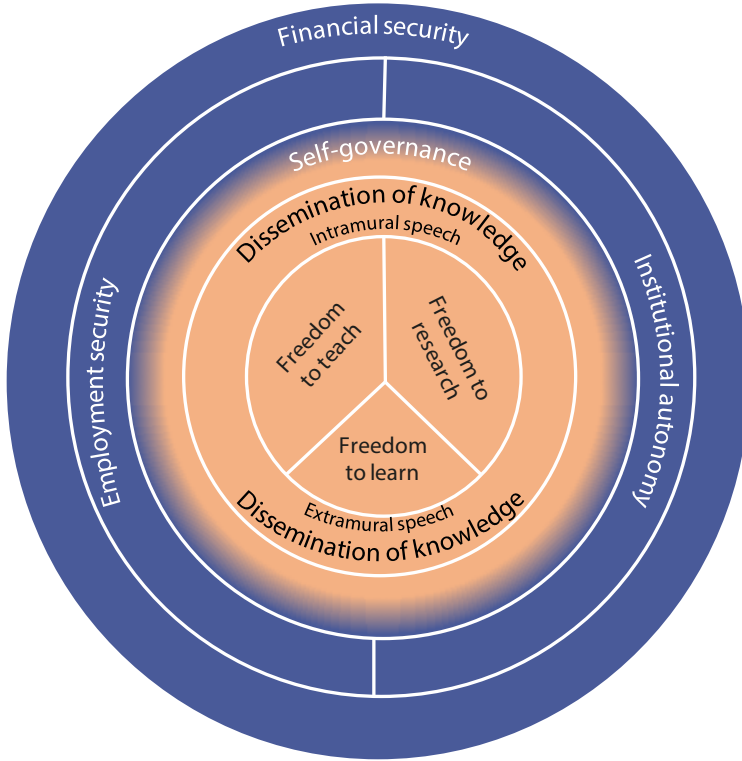 Financial security
Self-governance
Dissemination of knowledge
Intramural speech
Employment security
Freedom
to teach
Freedom to
research
Institutional autonomy
Freedom
to learn
Extramural speech
Dissemination of knowledge